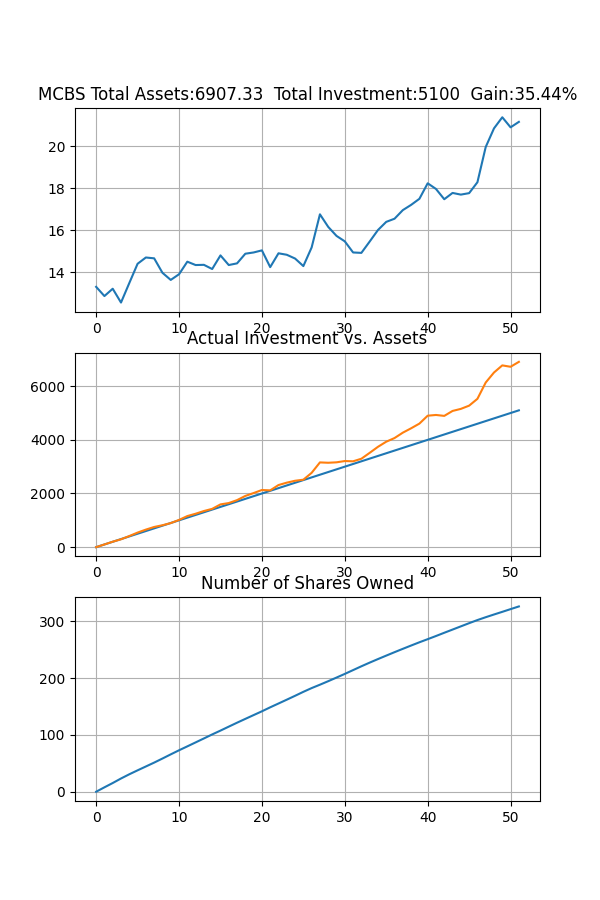 MCBS Total Assets:6907.33  Total Investment:5100  Gain:35.44%
20
18
16
14
0 10 20 30 40 50
Actual Investment vs. Assets
6000
4000
2000
0
0 10 20 30 40 50
Number of Shares Owned
300
200
100
0
0 10 20 30 40 50